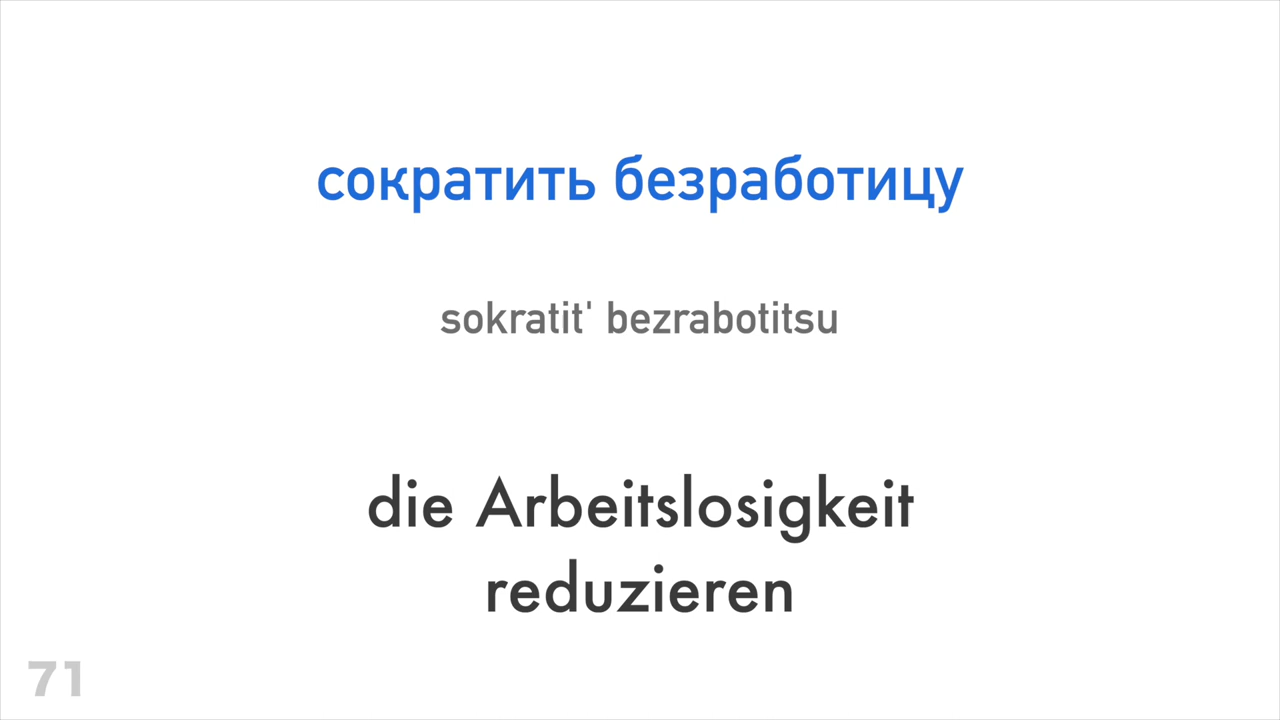 сократить безработицу
sokratit' bezrabotitsu
die Arbeitslosigkeit
reduzieren
71